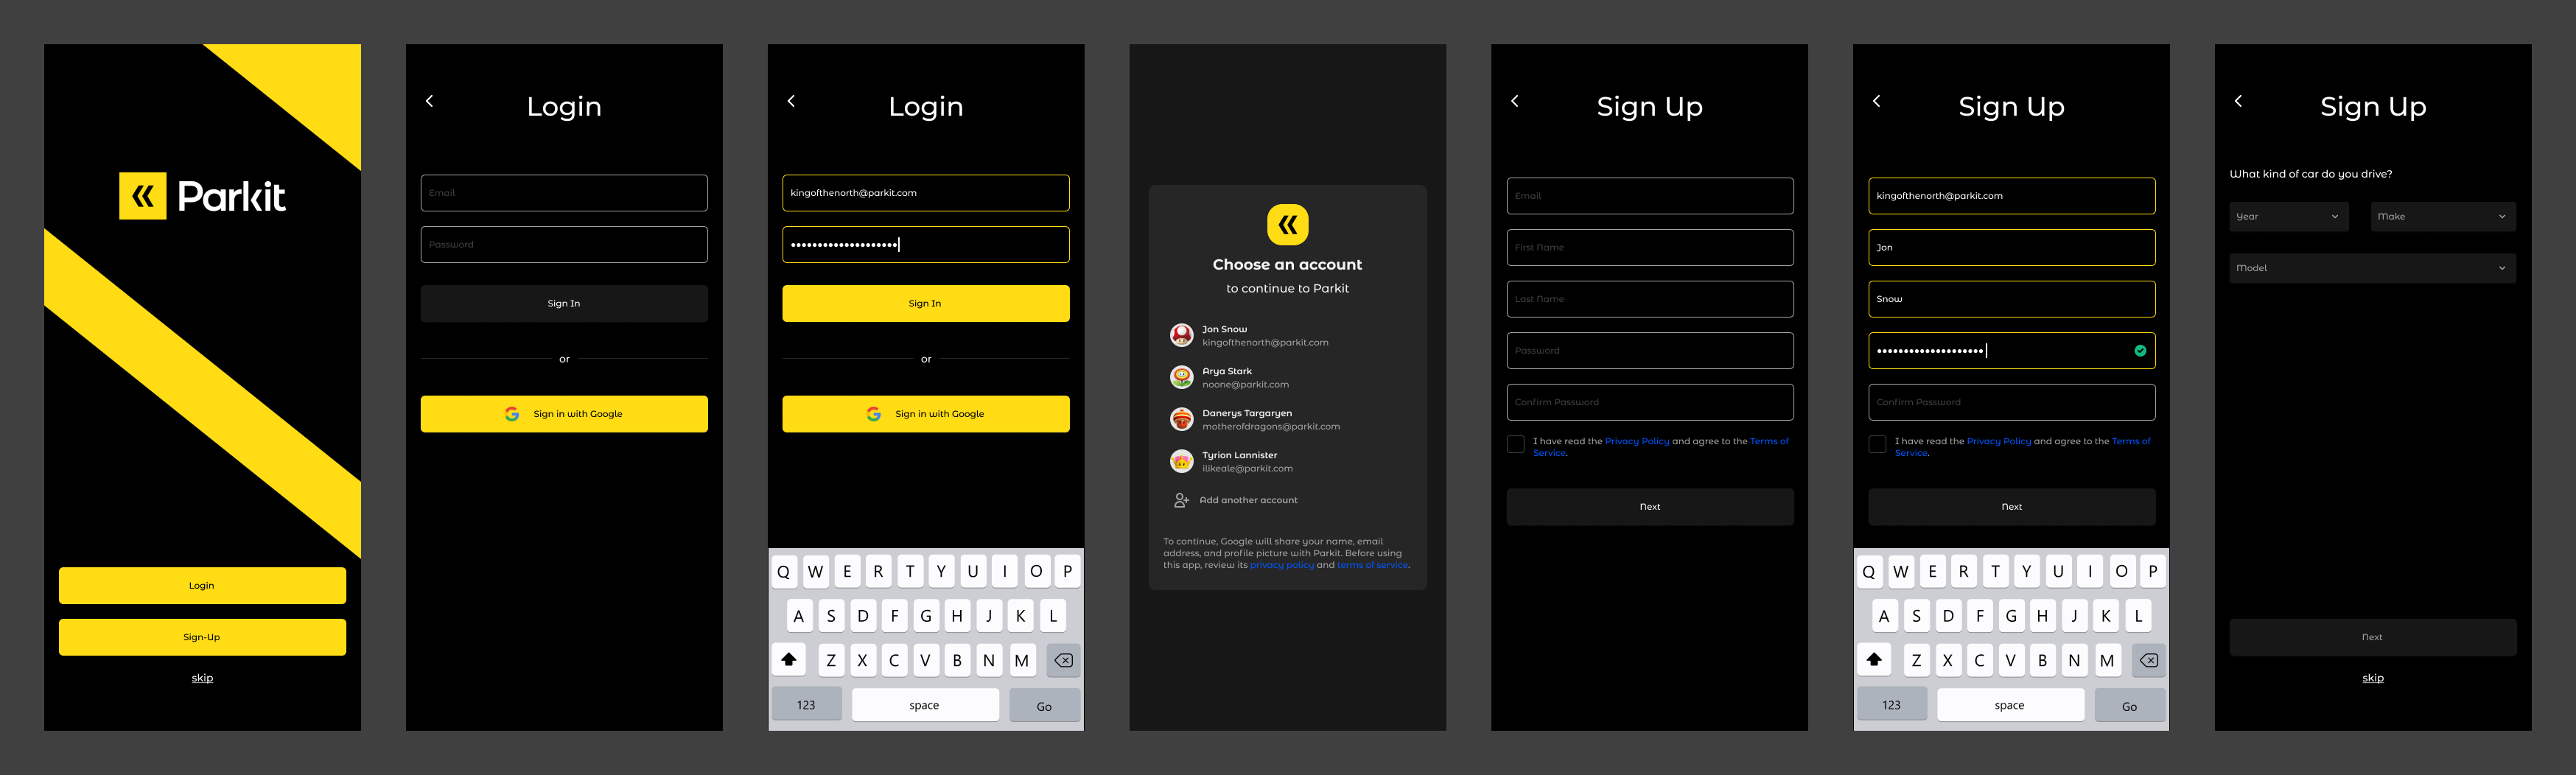 Parkit
Login
Sign-Up
skip
Login
Email
Password
Sign In
or
Sign in with Google
Login
kingofthenorth@parkit.com
Sign In
or
Sign in with Google
Q W E R T Y U I O P
A S D F G H J K L
Z X C V B N M
123 space Go
Choose an account
to continue to Parkit
Jon Snow
kingofthenorth@parkit.com
Arya Stark
noone@parkit.com
Danerys Targaryen
motherofdragons@parkit.com
Tyrion Lannister
ilikeale@parkit.com
Add another account
To continue, Google will share your name, email
address, and profile picture with Parkit. Before using
this app, review its privacy policy and terms of service.
Sign Up
Email
First Name
Last Name
Password
Confirm Password
I have read the Privacy Policy and agree to the Terms of
Service.
Next
Sign Up
kingofthenorth@parkit.com
Jon
Snow
Confirm Password
I have read the Privacy Policy and agree to the Terms of
Service.
Next
Q W E R T Y U I O P
A S D F G H J K L
Z X C V B N M
123 space Go
Sign Up
What kind of car do you drive?
Year Make
Model
Next
skip